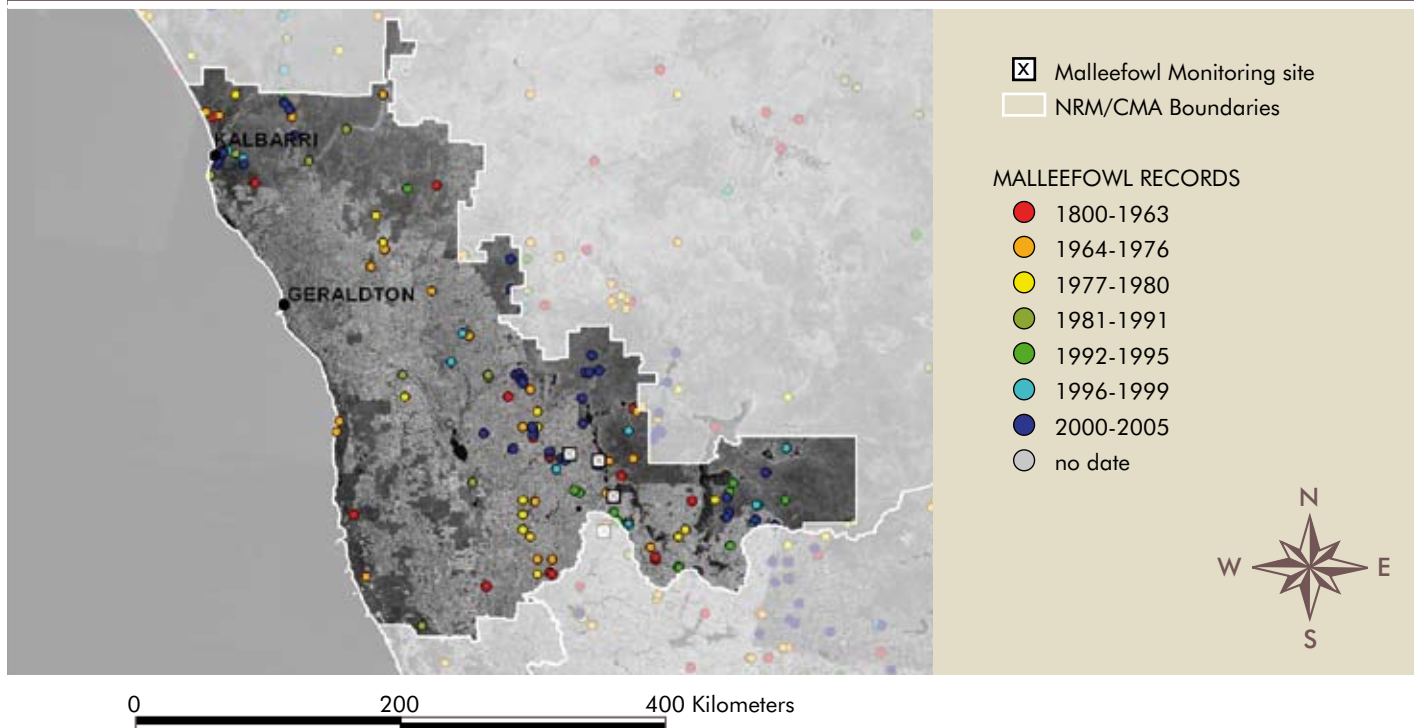 KALBARRI
GERALDTON
x Malleefowl Monitoring site
NRM/CMA Boundaries
MALLEEFOWL RECORDS
1800-1963
1964-1976
1977-1980
1981-1991
1992-1995
1996-1999
2000-2005
no date
N
W E
S
0 200 400 Kilometers